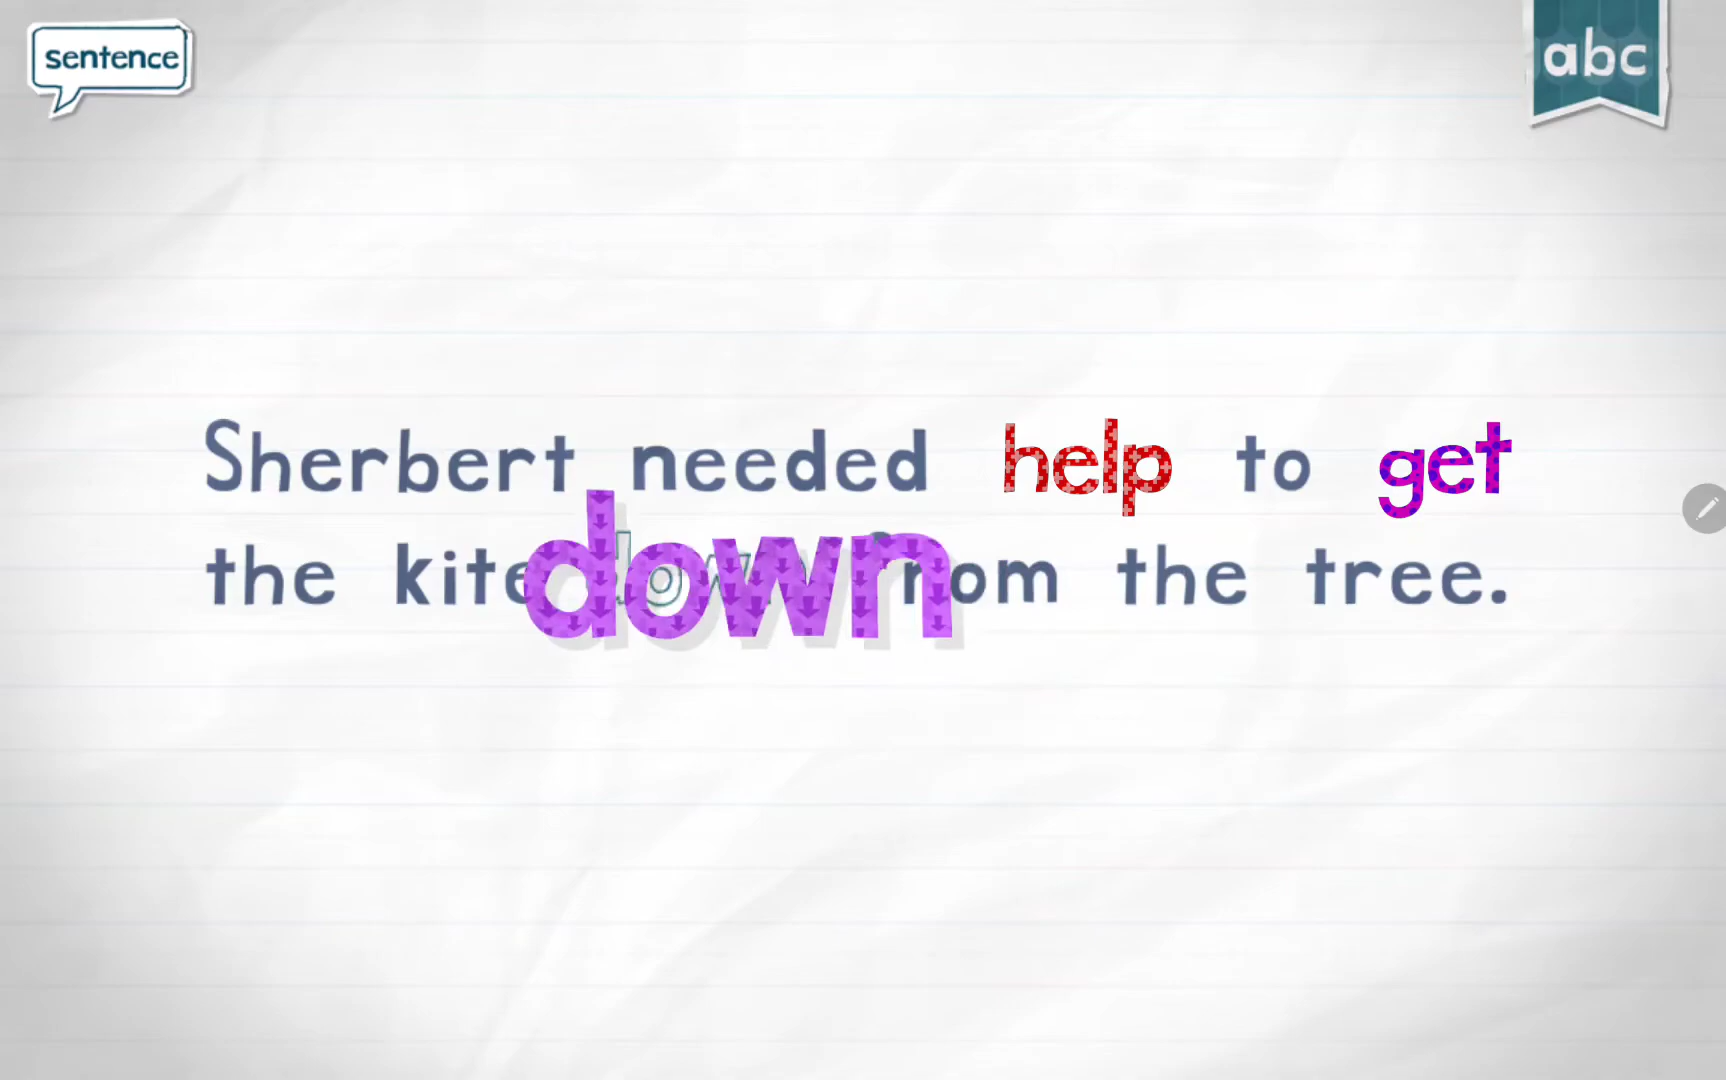 sentence
abc
Sherbert needed help to get
the kite down from the tree.